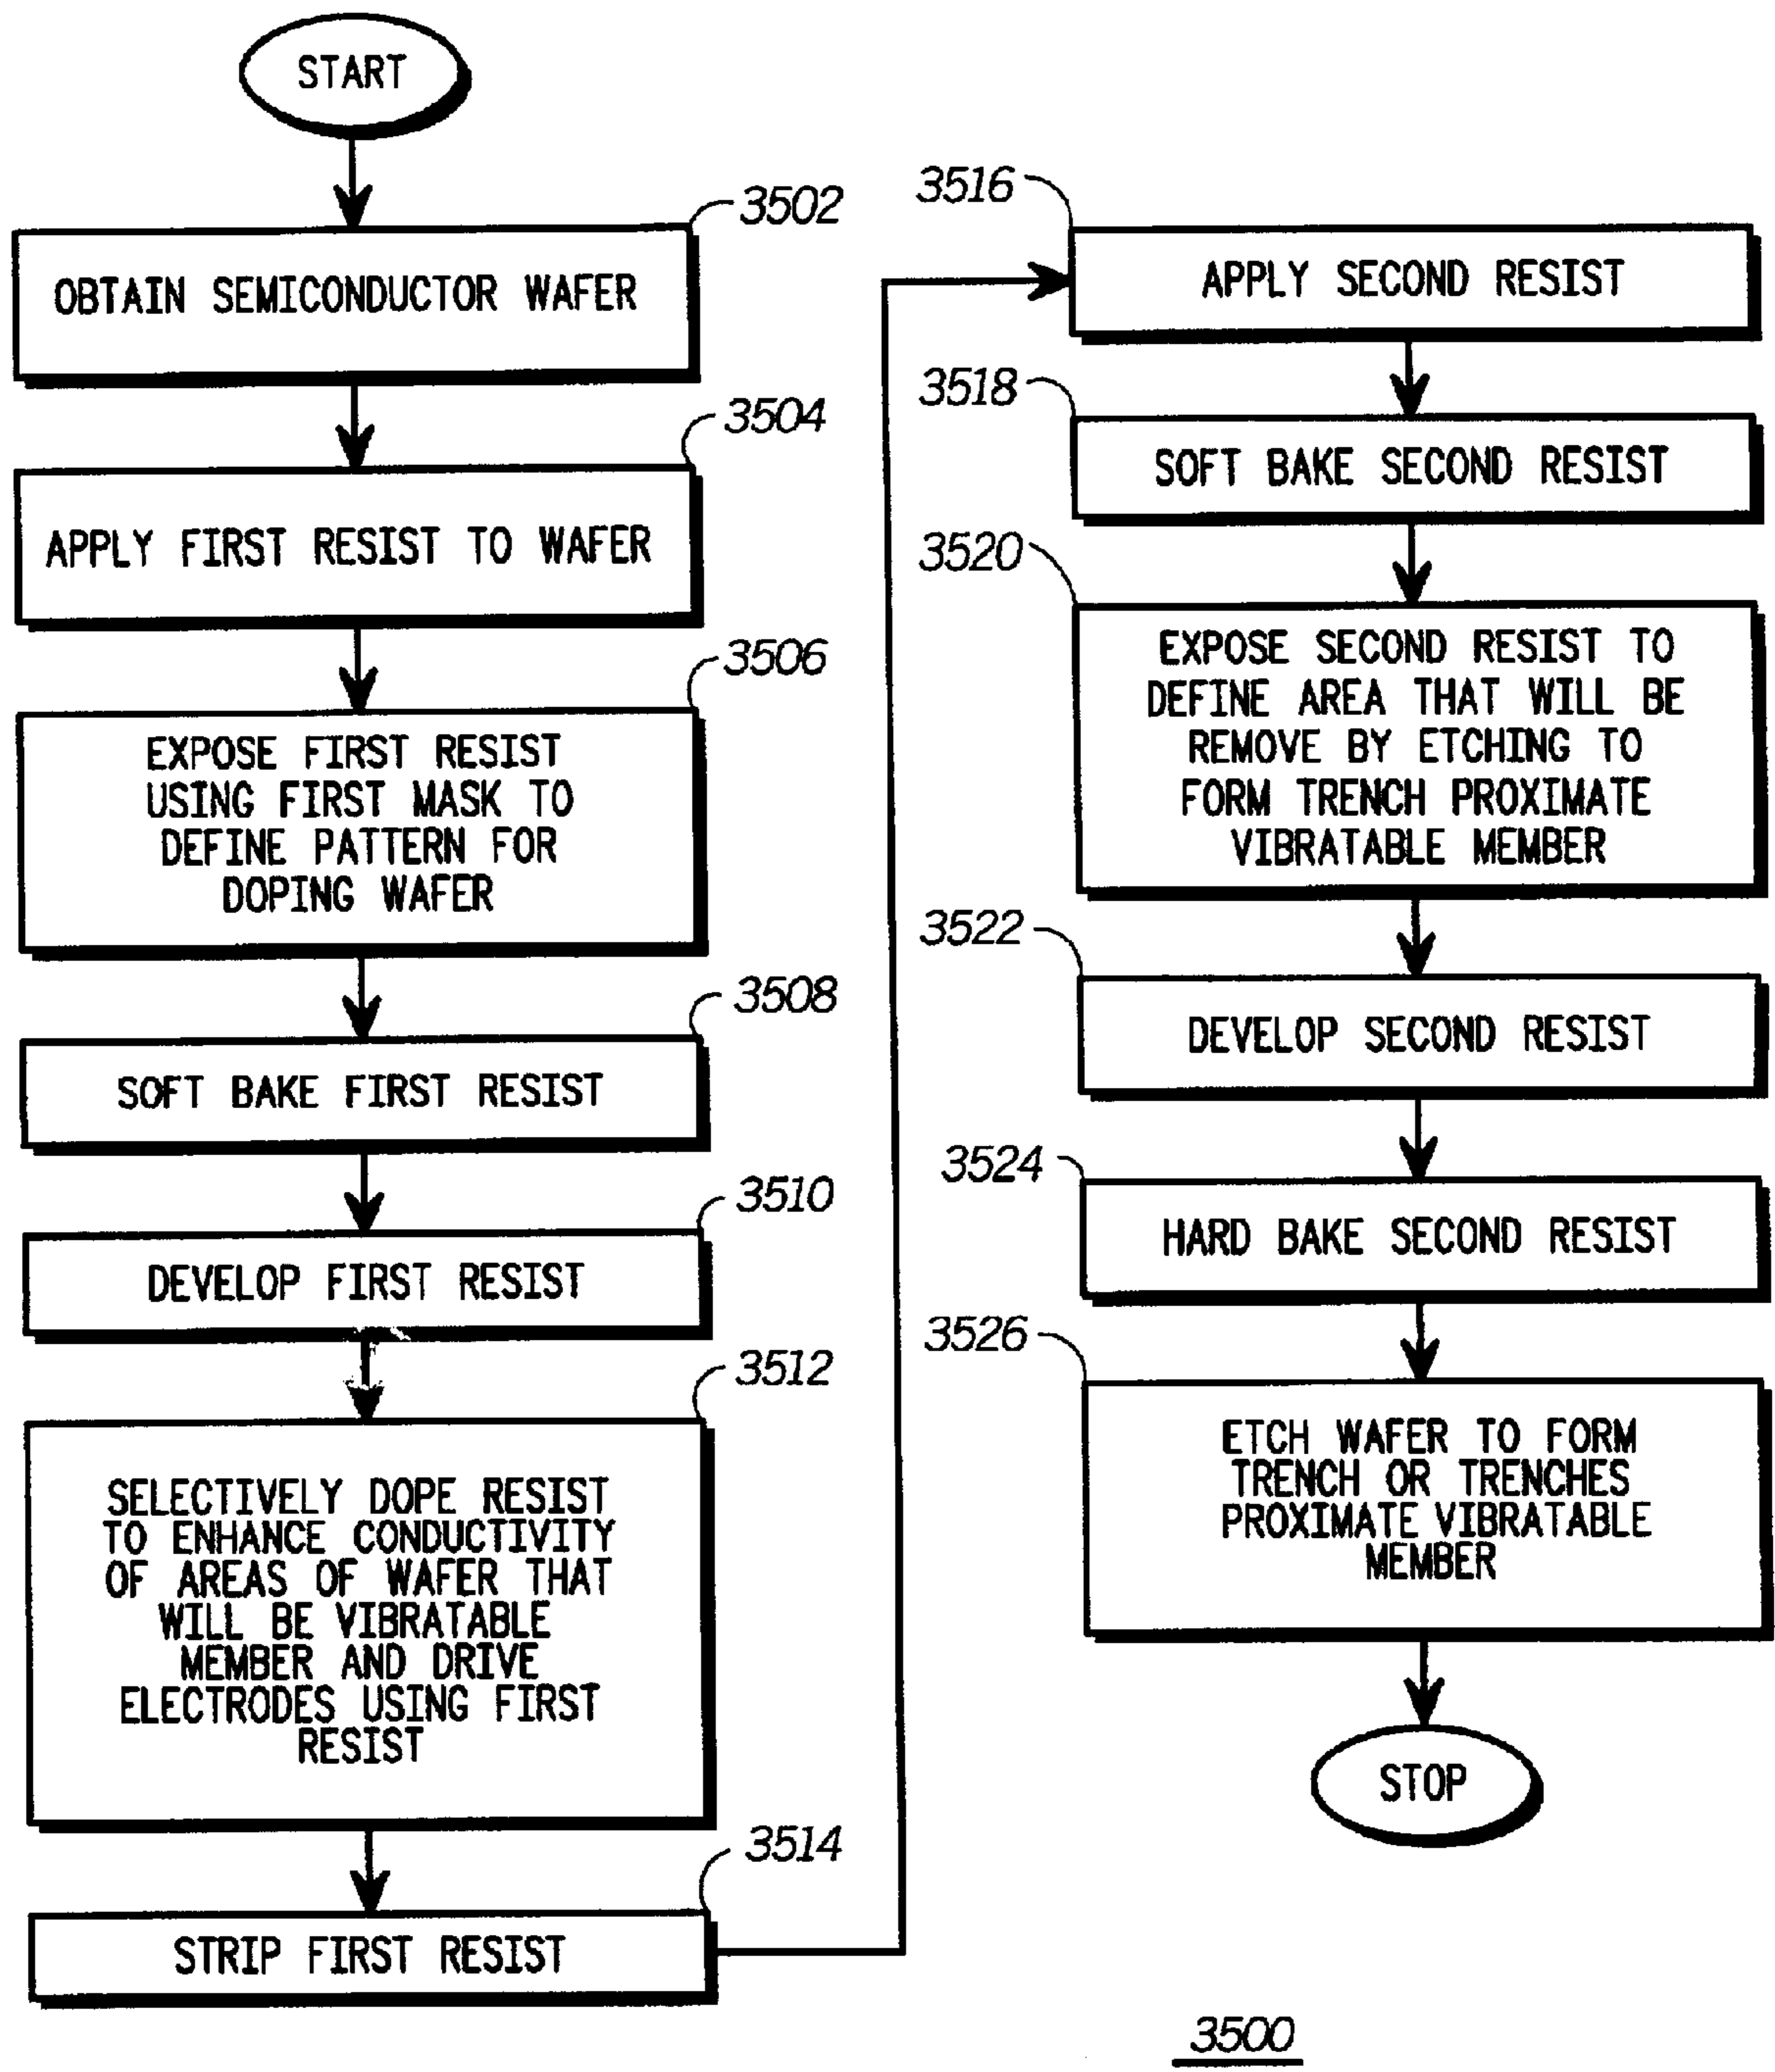 START
3502
OBTAIN SEMICONDUCTOR WAFER
3504
APPLY FIRST RESIST TO WAFER
3506
EXPOSE FIRST RESIST
USING FIRST MASK TO
DEFINE PATTERN FOR
DOPING WAFER
3508
SOFT BAKE FIRST RESIST
3510
DEVELOP FIRST RESIST
3512
SELECTIVELY DOPE RESIST
TO ENHANCE CONDUCTIVITY
OF AREAS OF WAFER THAT
WILL BE VIBRATABLE
MEMBER AND DRIVE
ELECTRODES USING FIRST
RESIST
3514
STRIP FIRST RESIST
3516
APPLY SECOND RESIST
3518
SOFT BAKE SECOND RESIST
3520
EXPOSE SECOND RESIST TO
DEFINE AREA THAT WILL BE
REMOVE BY ETCHING TO
FORM TRENCH PROXIMATE
VIBRATABLE MEMBER
3522
DEVELOP SECOND RESIST
3524
HARD BAKE SECOND RESIST
3526
ETCH WAFER TO FORM
TRENCH OR TRENCHES
PROXIMATE VIBRATABLE
MEMBER
STOP
3500